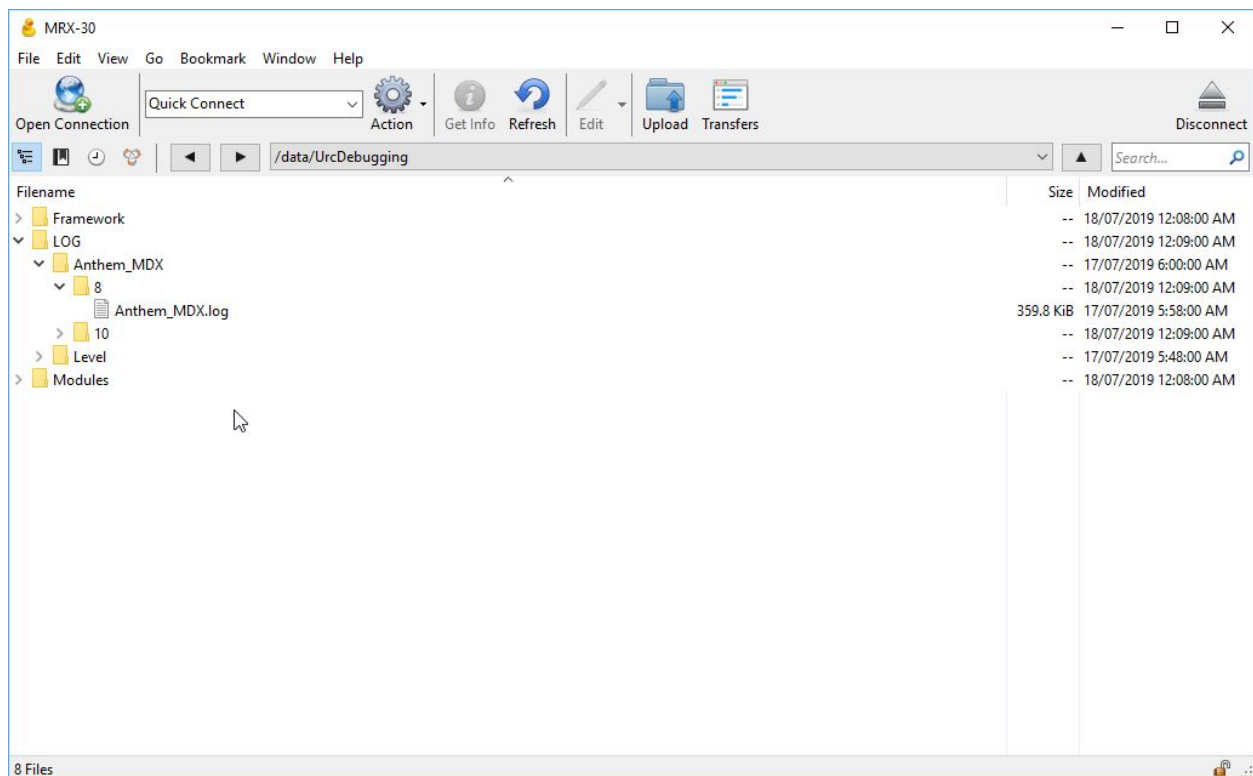 MRX-30
File Edit View Go Bookmark Window Help
Open Connection Quick Connect Action Get Info Refresh Edit Upload Transfers Disconnect
/data/UrcDebugging Search...
Filename Size Modified
Framework -- 18/07/2019 12:08:00 AM
LOG -- 18/07/2019 12:09:00 AM
Anthem_MDX -- 17/07/2019 6:00:00 AM
8 -- 18/07/2019 12:09:00 AM
Anthem_MDX.log 359.8 KiB 17/07/2019 5:58:00 AM
10 -- 18/07/2019 12:09:00 AM
Level -- 17/07/2019 5:48:00 AM
Modules -- 18/07/2019 12:08:00 AM
8 Files